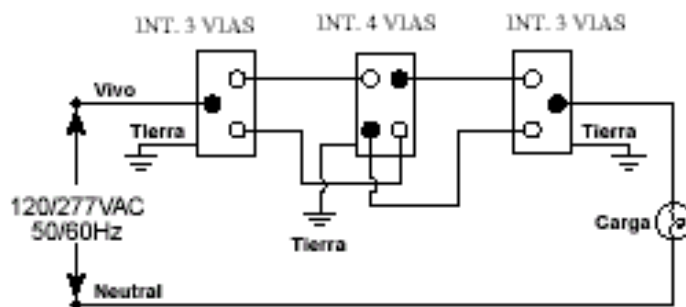 INT. 3 VIAS
INT. 4 VIAS
INT. 3 VIAS
Vivo
Tierra
Tierra
120/277VAC
50/60Hz
Carga
Tierra
Neutral